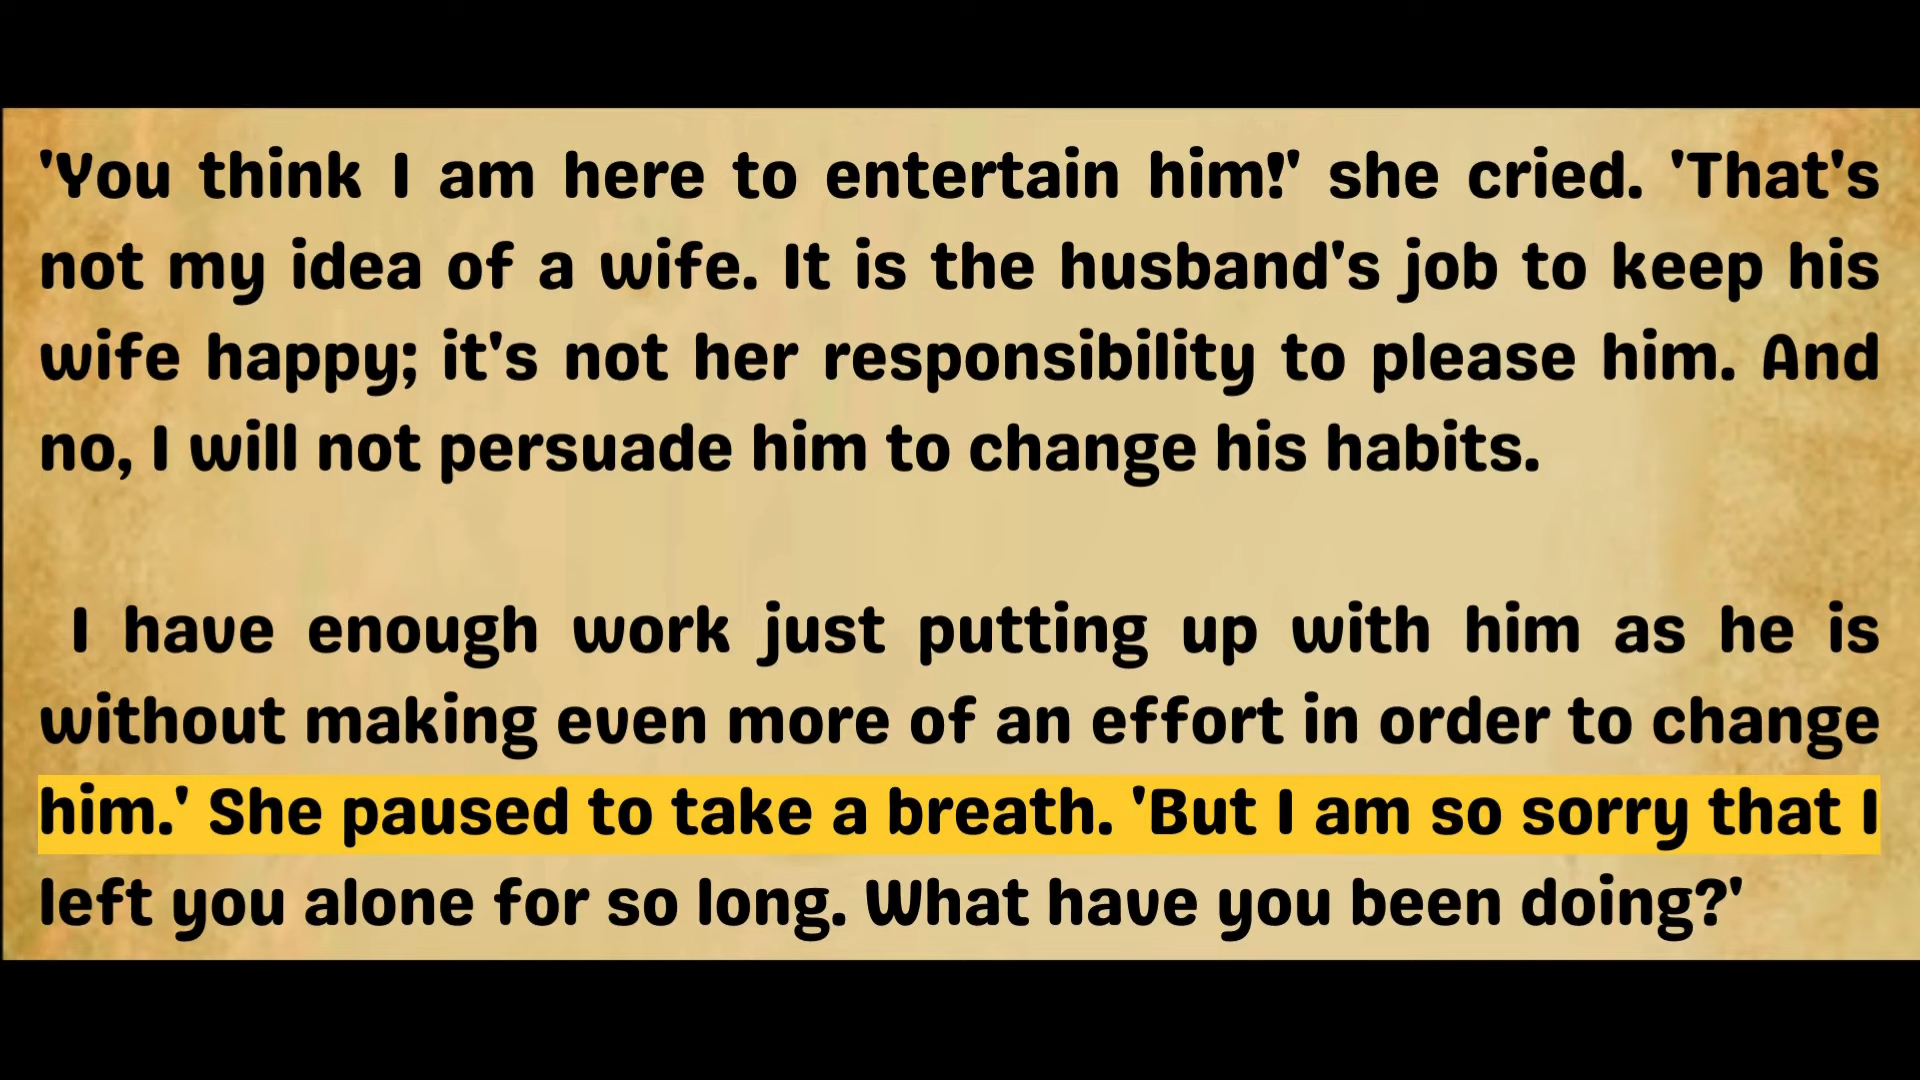 'You think I am here to entertain him!' she cried. 'That's
not my idea of a wife. It is the husband's job to keep his
wife happy; it's not her responsibility to please him. And
no, I will not persuade him to change his habits.
I have enough work just putting up with him as he is
without making even more of an effort in order to change
him.' She paused to take a breath. 'But I am so sorry that I
left you alone for so long. What have you been doing?'